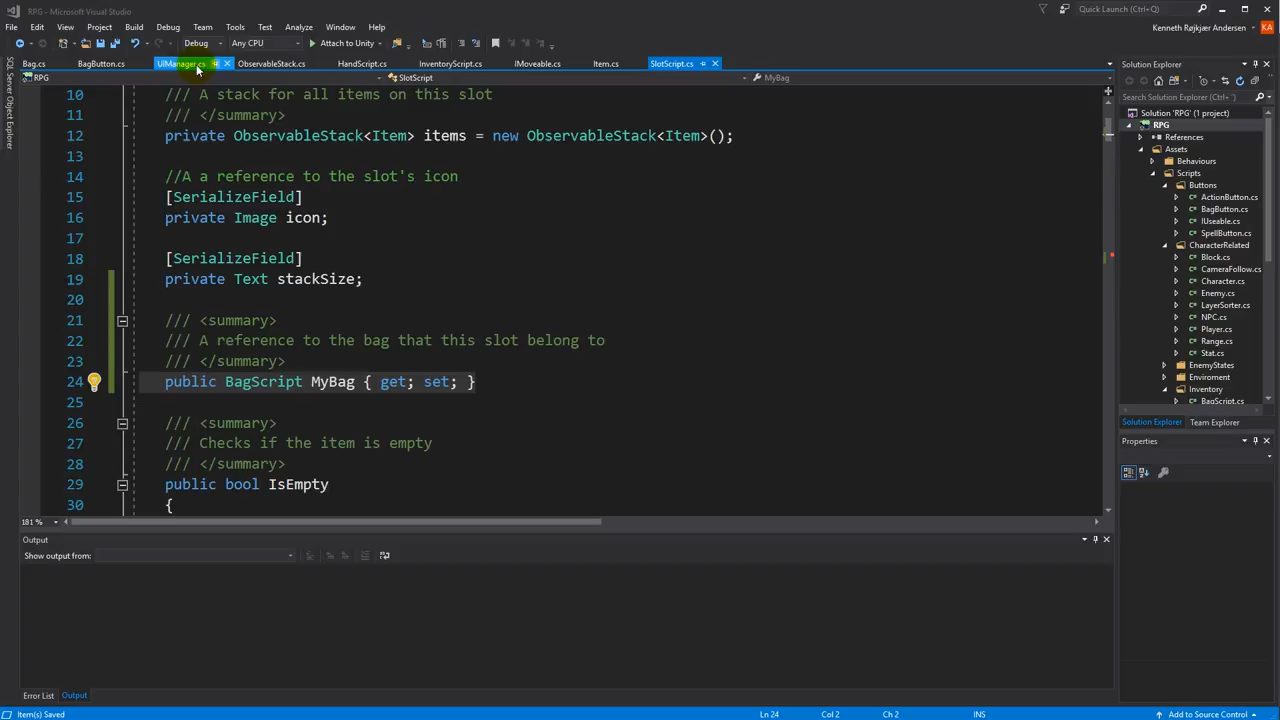 RPG - Microsoft Visual Studio
Quick Launch (Ctrl+Q)
File Edit View Project Build Debug Team Tools Test Analyze Window Help
Kenneth Røjkjær Andersen KA
Debug Any CPU Attach to Unity
Bag.cs BagButton.cs UIManager.cs ObservableStack.cs HandScript.cs InventoryScript.cs IMoveable.cs Item.cs SlotScript.cs
RPG SlotScript MyBag
SQL Server Object Explorer
10 /// A stack for all items on this slot
11 /// </summary>
12 private ObservableStack<Item> items = new ObservableStack<Item>();
13
14 //A a reference to the slot's icon
15 [SerializeField]
16 private Image icon;
17
18 [SerializeField]
19 private Text stackSize;
20
21 /// <summary>
22 /// A reference to the bag that this slot belong to
23 /// </summary>
24 public BagScript MyBag { get; set; }
25
26 /// <summary>
27 /// Checks if the item is empty
28 /// </summary>
29 public bool IsEmpty
30 {
181 %
Output
Show output from:
Error List Output
Solution Explorer
Search Solution Explorer (Ctrl+
Solution 'RPG' (1 project)
RPG
References
Assets
Behaviours
Scripts
Buttons
ActionButton.cs
BagButton.cs
IUseable.cs
SpellButton.cs
CharacterRelated
Block.cs
CameraFollow.cs
Character.cs
Enemy.cs
LayerSorter.cs
NPC.cs
Player.cs
Range.cs
Stat.cs
EnemyStates
Enviroment
Inventory
BagScript.cs
Solution Explorer Team Explorer
Properties
Item(s) Saved Ln 24 Col 2 Ch 2 INS Add to Source Control